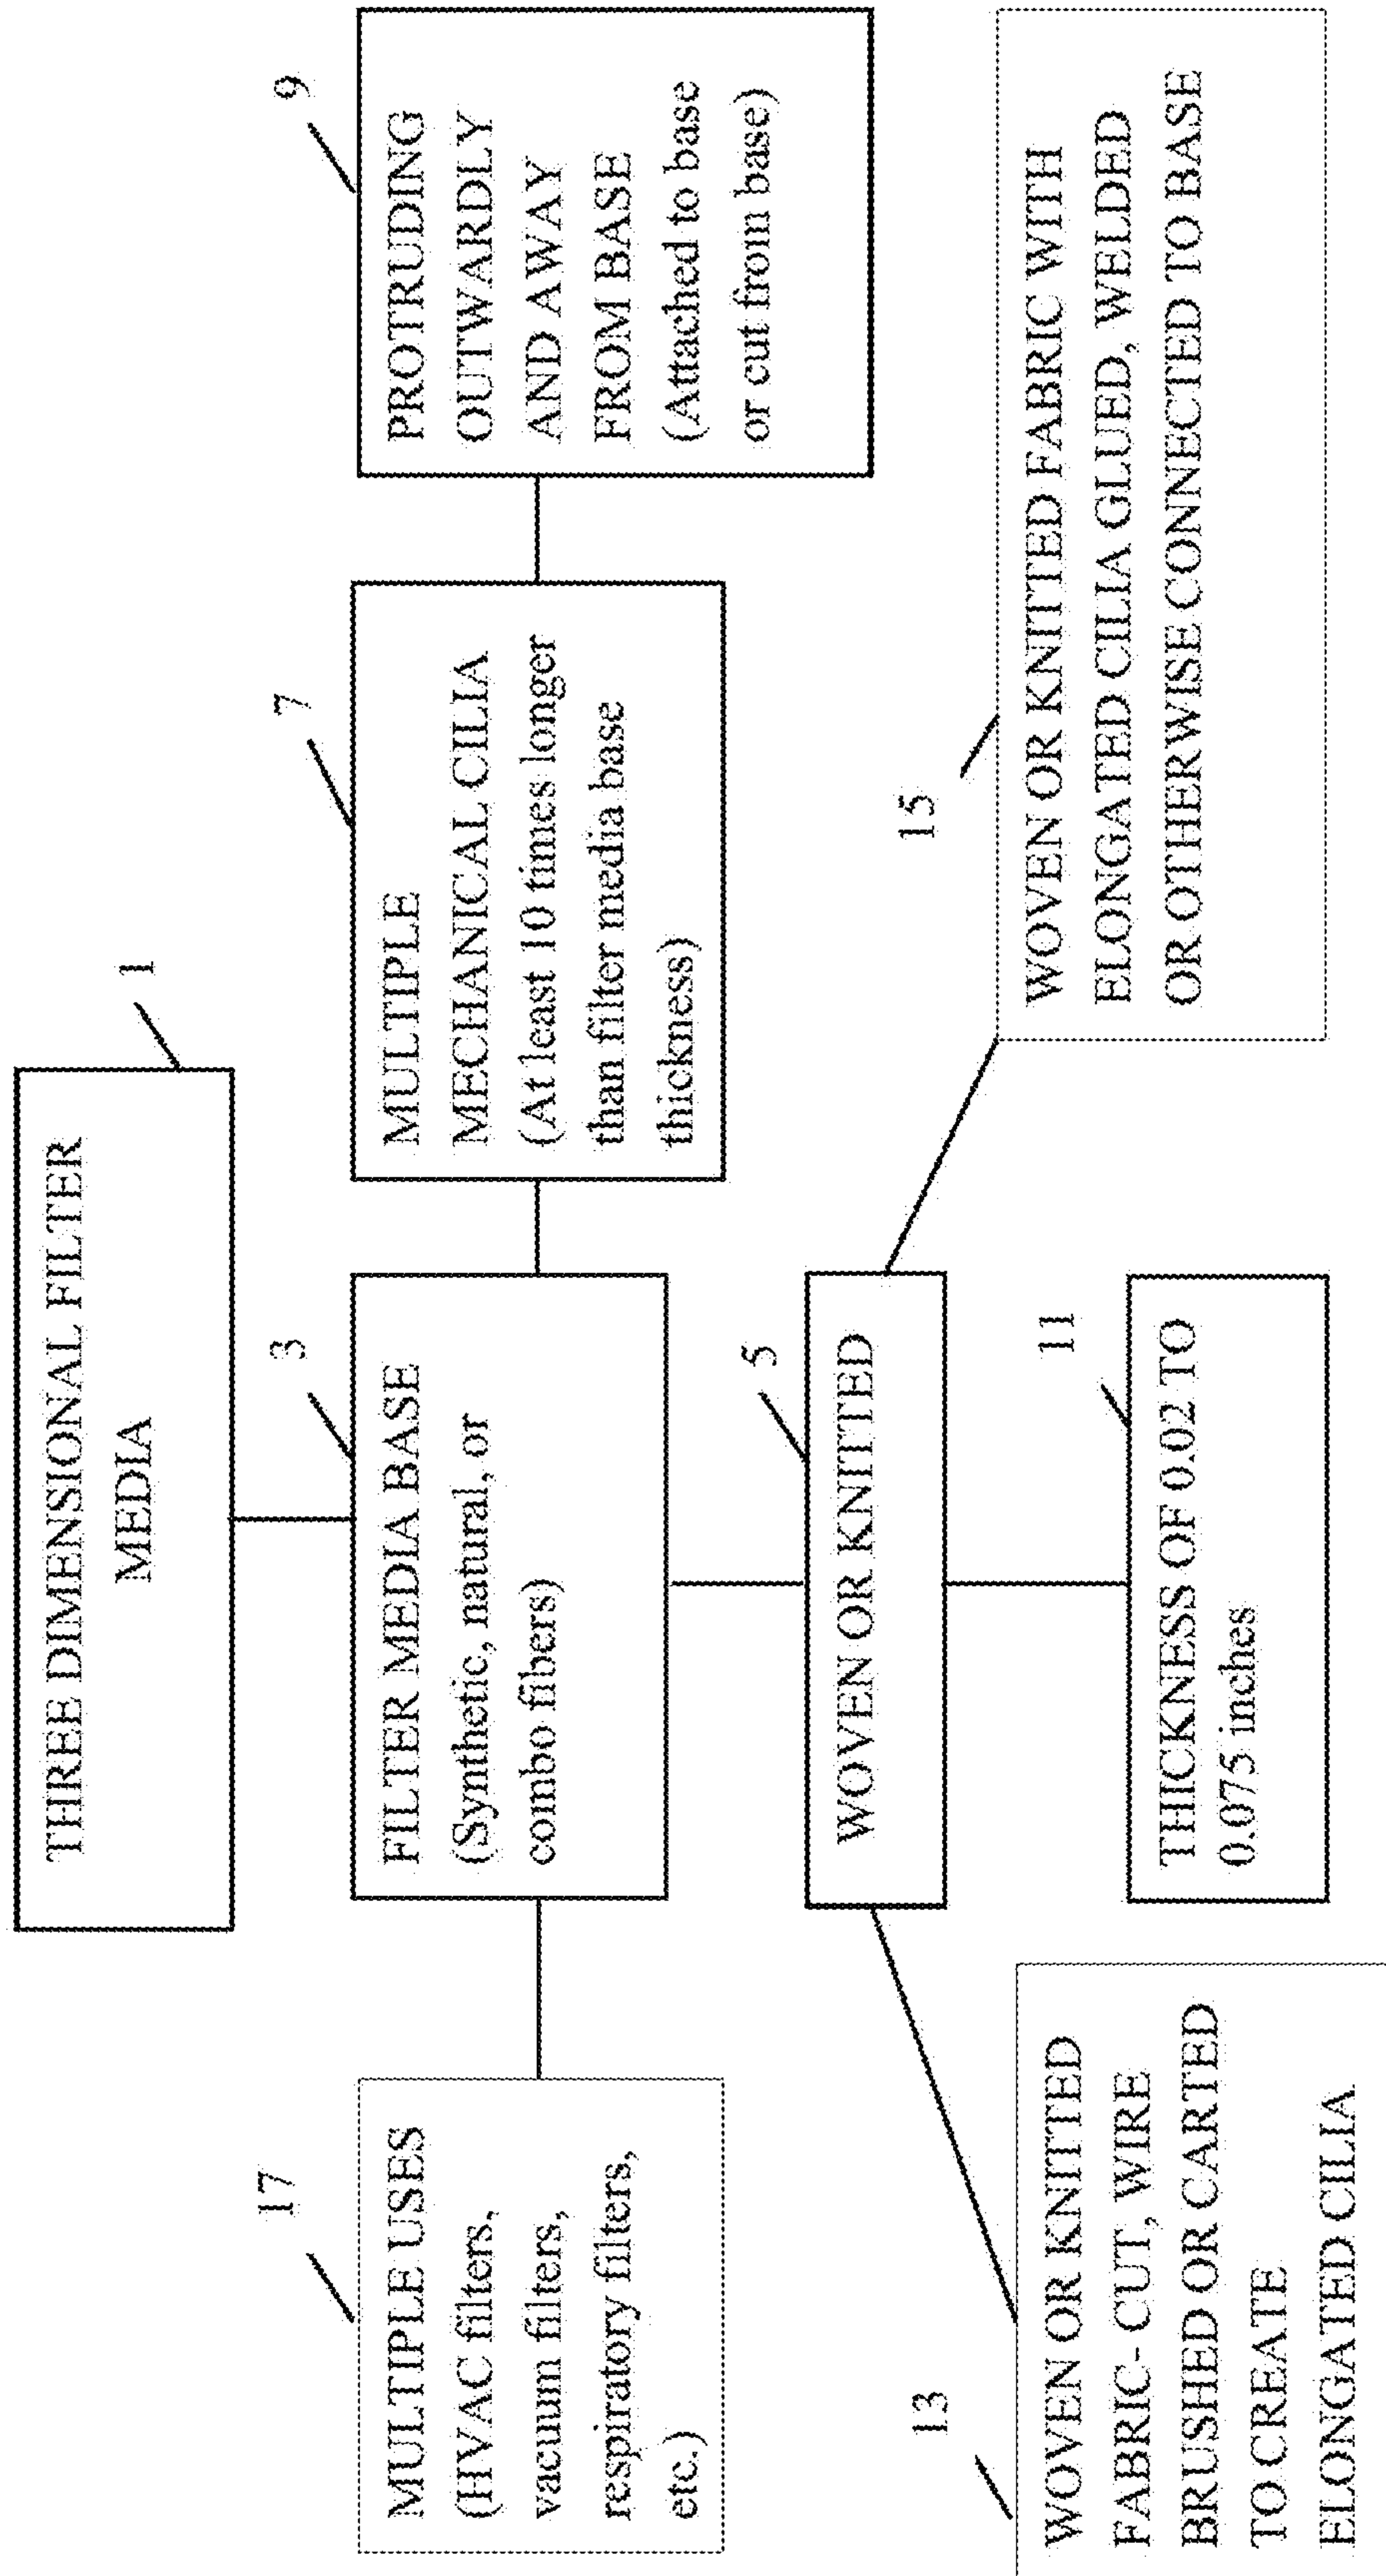 1
THREE DIMENSIONAL FILTER
MEDIA
17
MULTIPLE USES
(HVAC filters,
vacuum filters,
respiratory filters,
etc.)
3
FILTER MEDIA BASE
(Synthetic, natural, or
combo fibers)
7
MULTIPLE
MECHANICAL CILIA
(At least 10 times longer
than filter media base
thickness)
9
PROTRUDING
OUTWARDLY
AND AWAY
FROM BASE
(Attached to base
or cut from base)
5
WOVEN OR KNITTED
13
WOVEN OR KNITTED
FABRIC- CUT, WIRE
BRUSHED OR CARTED
TO CREATE
ELONGATED CILIA
11
THICKNESS OF 0.02 TO
0.075 inches
15
WOVEN OR KNITTED FABRIC WITH
ELONGATED CILIA GLUED, WELDED
OR OTHERWISE CONNECTED TO BASE